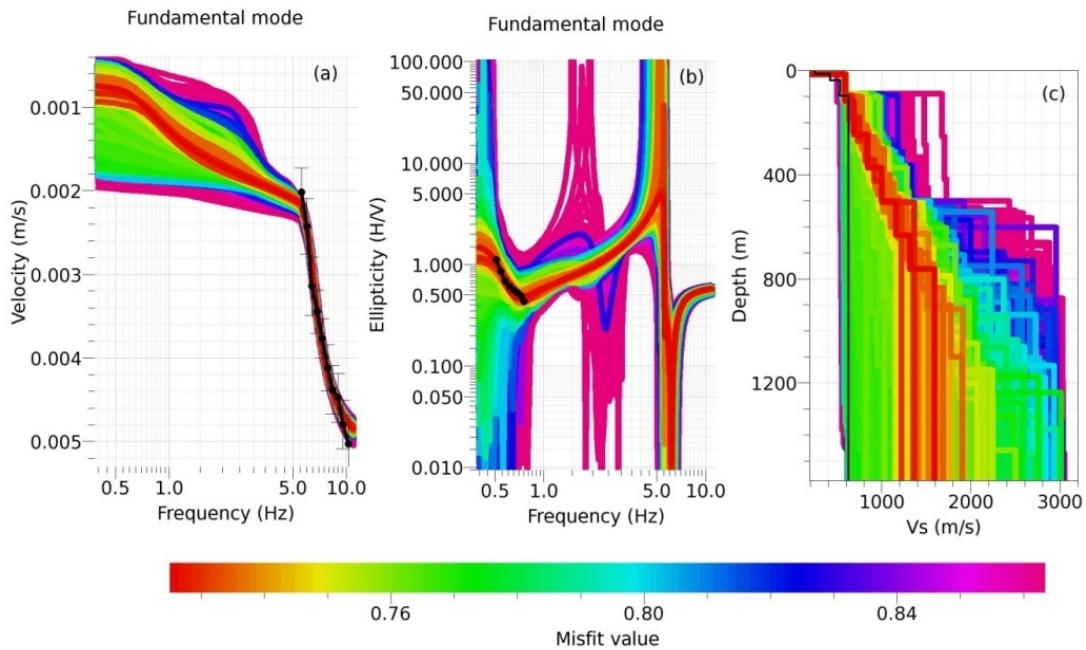 Fundamental mode
Fundamental mode
(a)
(b)
(c)
0.001
0.002
0.003
0.004
0.005
Velocity (m/s)
0.5 1.0 5.0 10.0
Frequency (Hz)
100.000
50.000
10.000
5.000
1.000
0.500
0.100
0.050
0.010
Ellipticity (H/V)
0.5 1.0 5.0 10.0
Frequency (Hz)
0
400
800
1200
Depth (m)
1000 2000 3000
Vs (m/s)
0.76 0.80 0.84
Misfit value